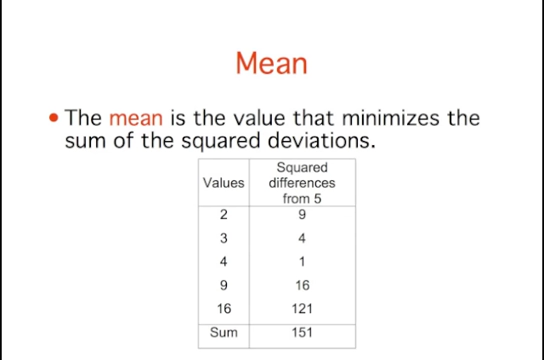 Mean
• The mean is the value that minimizes the
sum of the squared deviations.
Values Squared differences from 5
2 9
3 4
4 1
9 16
16 121
Sum 151